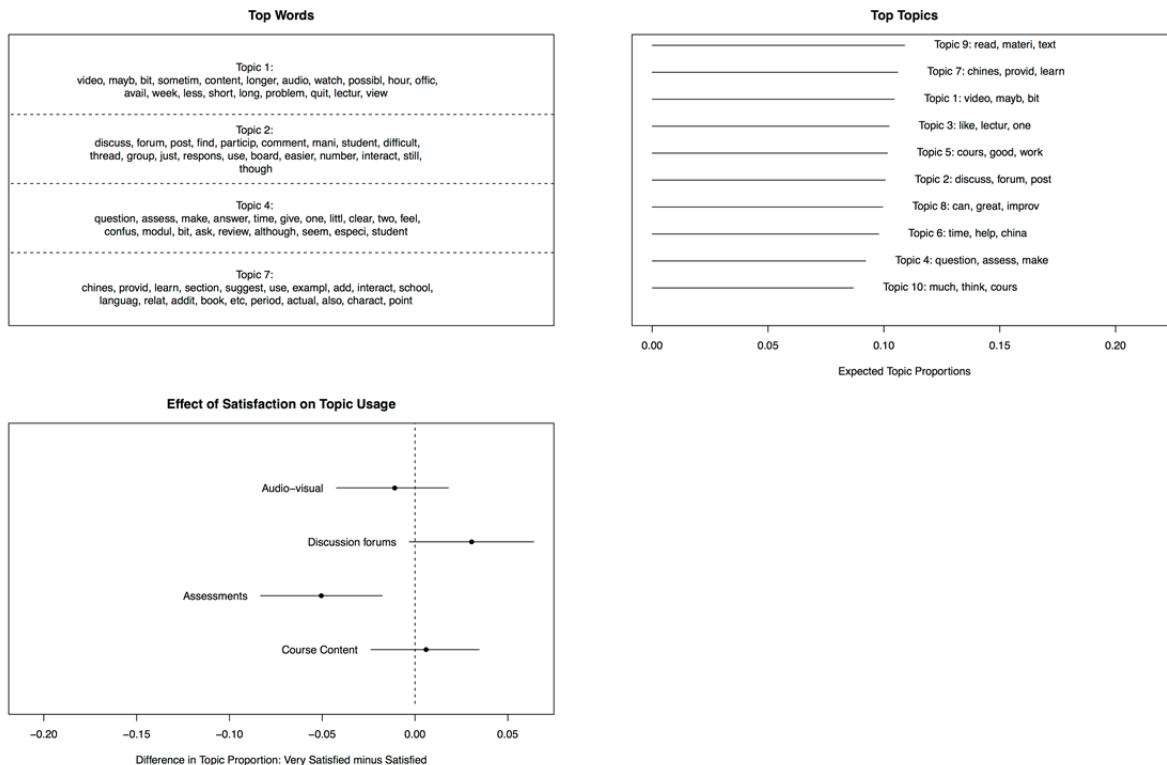 Top Words
Topic 1:
video, mayb, bit, sometim, content, longer, audio, watch, possibl, hour, offic,
avail, week, less, short, long, problem, quit, lectur, view
Topic 2:
discuss, forum, post, find, particip, comment, mani, student, difficult,
thread, group, just, respons, use, board, easier, number, interact, still,
though
Topic 4:
question, assess, make, answer, time, give, one, littl, clear, two, feel,
confus, modul, bit, ask, review, although, seem, especi, student
Topic 7:
chines, provid, learn, section, suggest, use, exampl, add, interact, school,
languag, relat, addit, book, etc, period, actual, also, charact, point
Top Topics
Topic 9: read, materi, text
Topic 7: chines, provid, learn
Topic 1: video, mayb, bit
Topic 3: like, lectur, one
Topic 5: cours, good, work
Topic 2: discuss, forum, post
Topic 8: can, great, improv
Topic 6: time, help, china
Topic 4: question, assess, make
Topic 10: much, think, cours
0.00 0.05 0.10 0.15 0.20
Expected Topic Proportions
Effect of Satisfaction on Topic Usage
Audio−visual
Discussion forums
Assessments
Course Content
−0.20 −0.15 −0.10 −0.05 0.00 0.05
Difference in Topic Proportion: Very Satisfied minus Satisfied